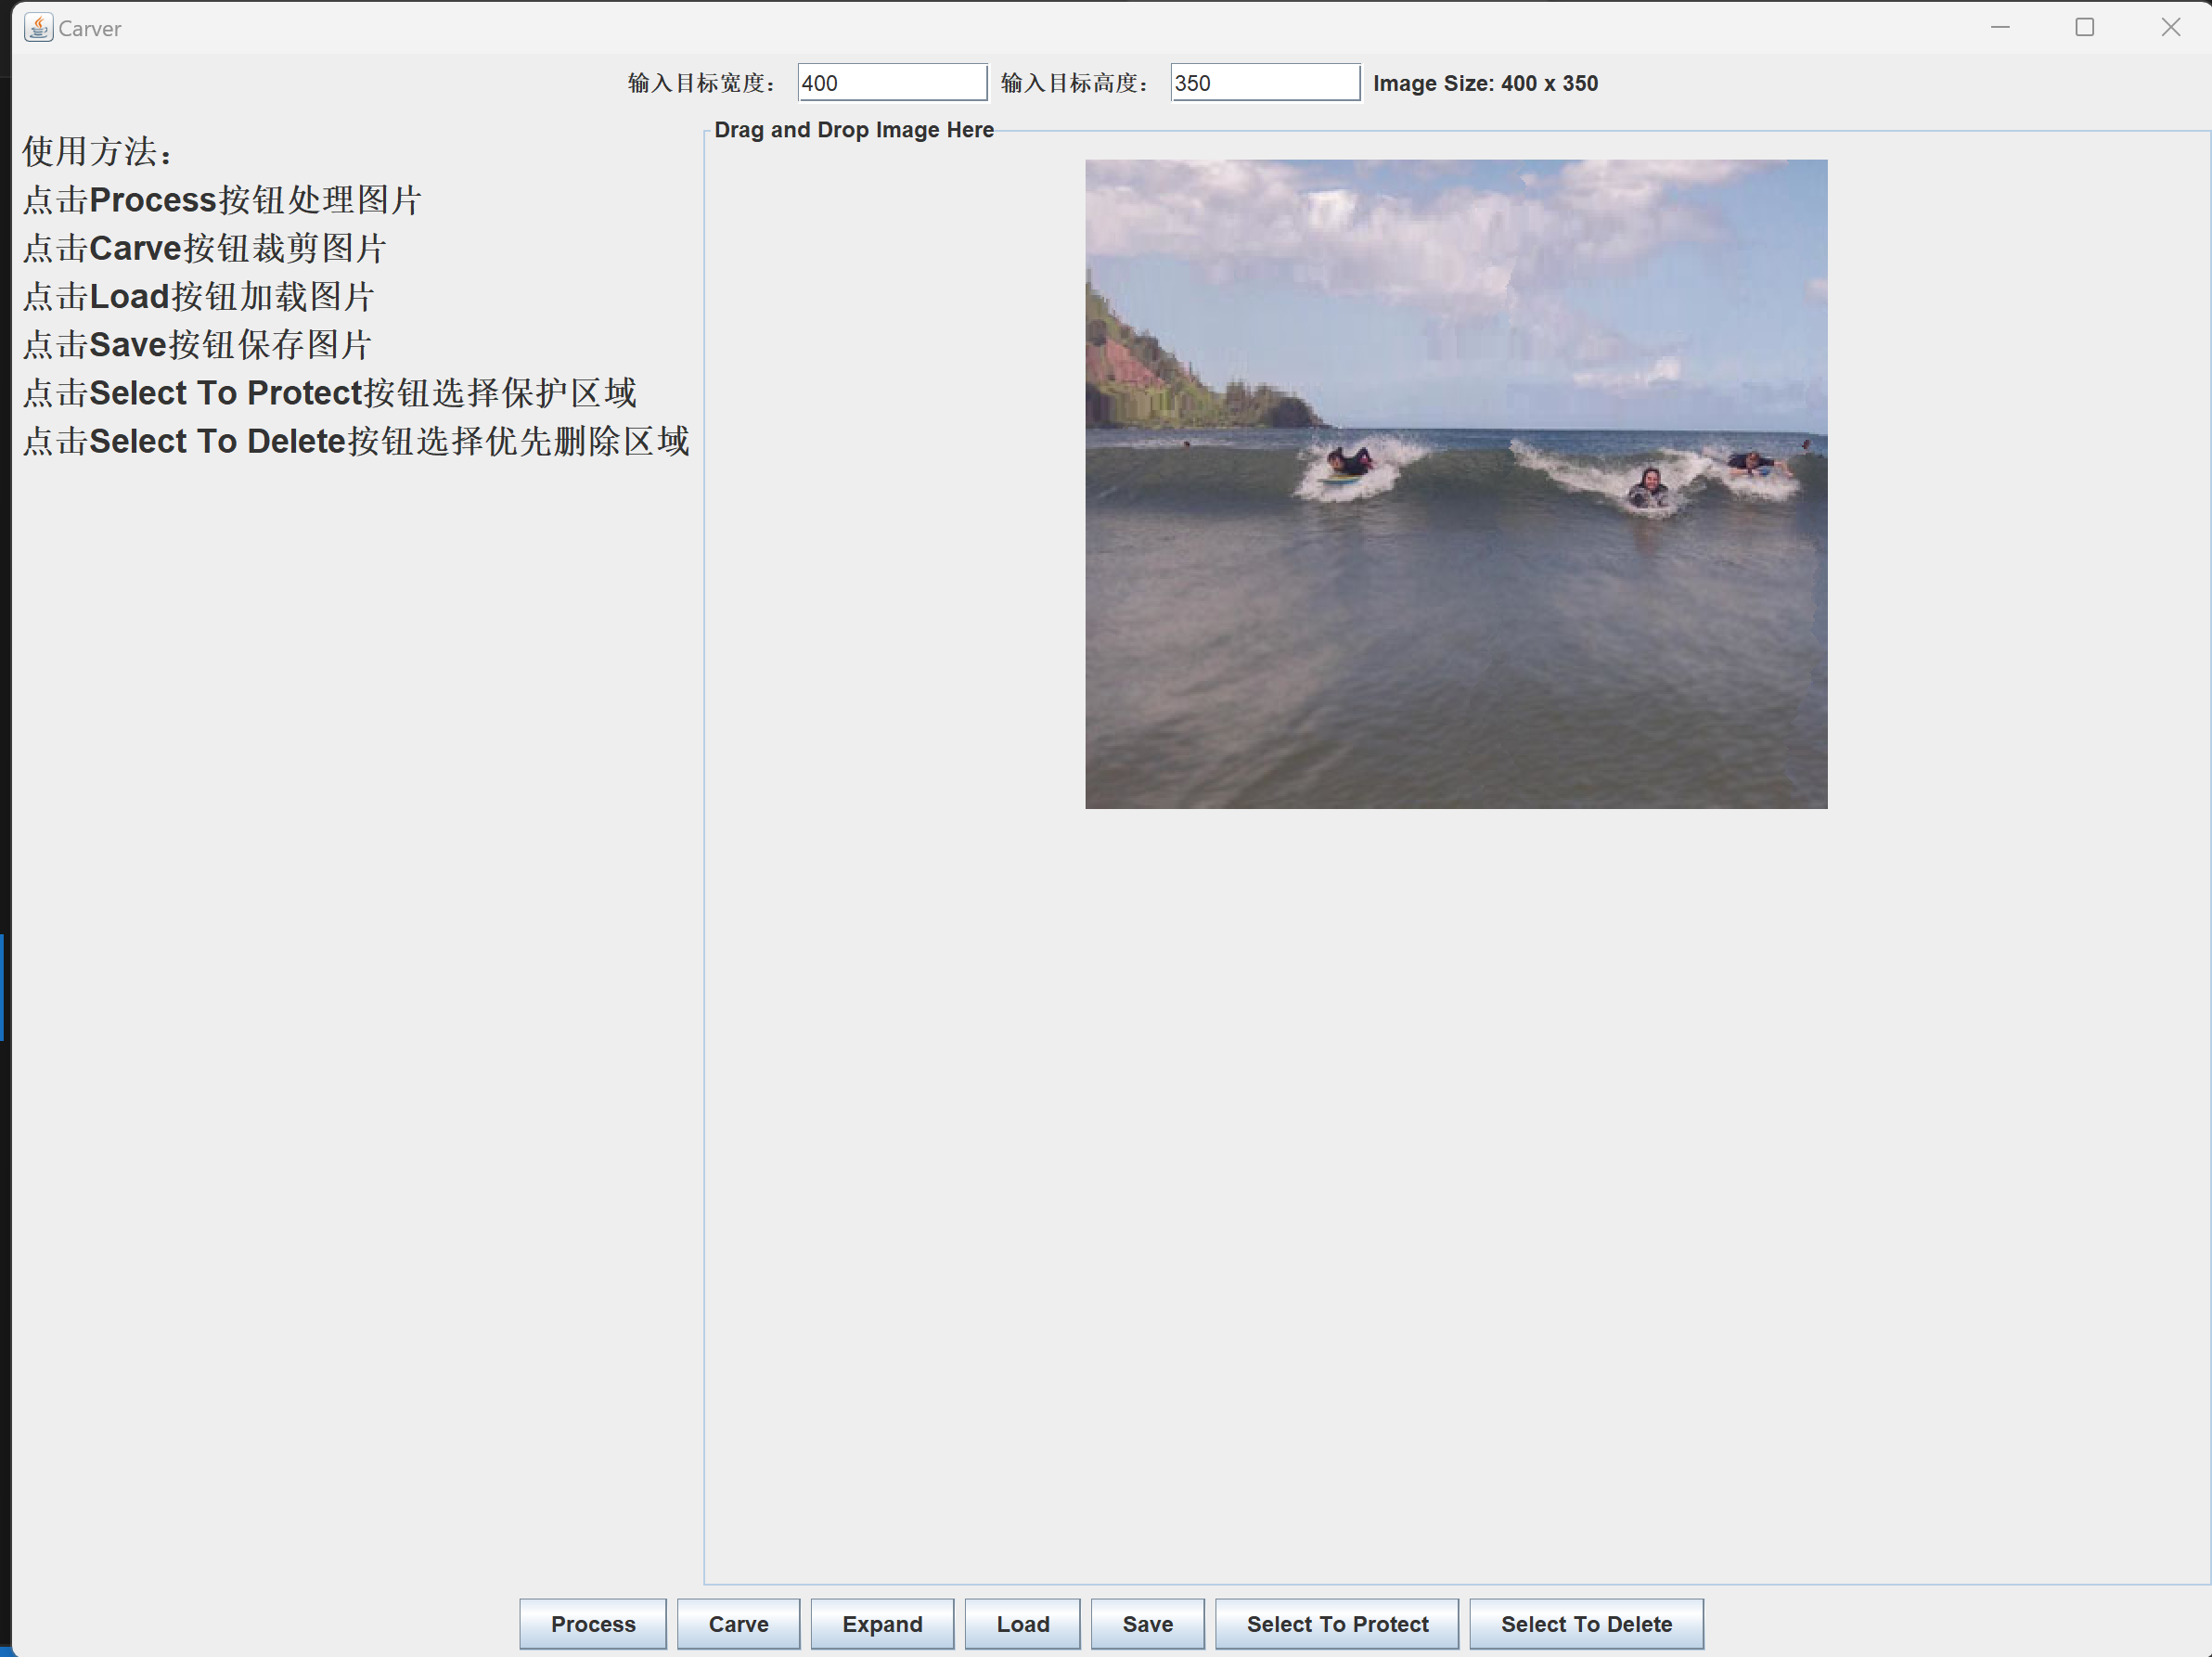 Carver
输入目标宽度： 400 输入目标高度： 350 Image Size: 400 x 350
Drag and Drop Image Here
使用方法：
点击Process按钮处理图片
点击Carve按钮裁剪图片
点击Load按钮加载图片
点击Save按钮保存图片
点击Select To Protect按钮选择保护区域
点击Select To Delete按钮选择优先删除区域
Process Carve Expand Load Save Select To Protect Select To Delete